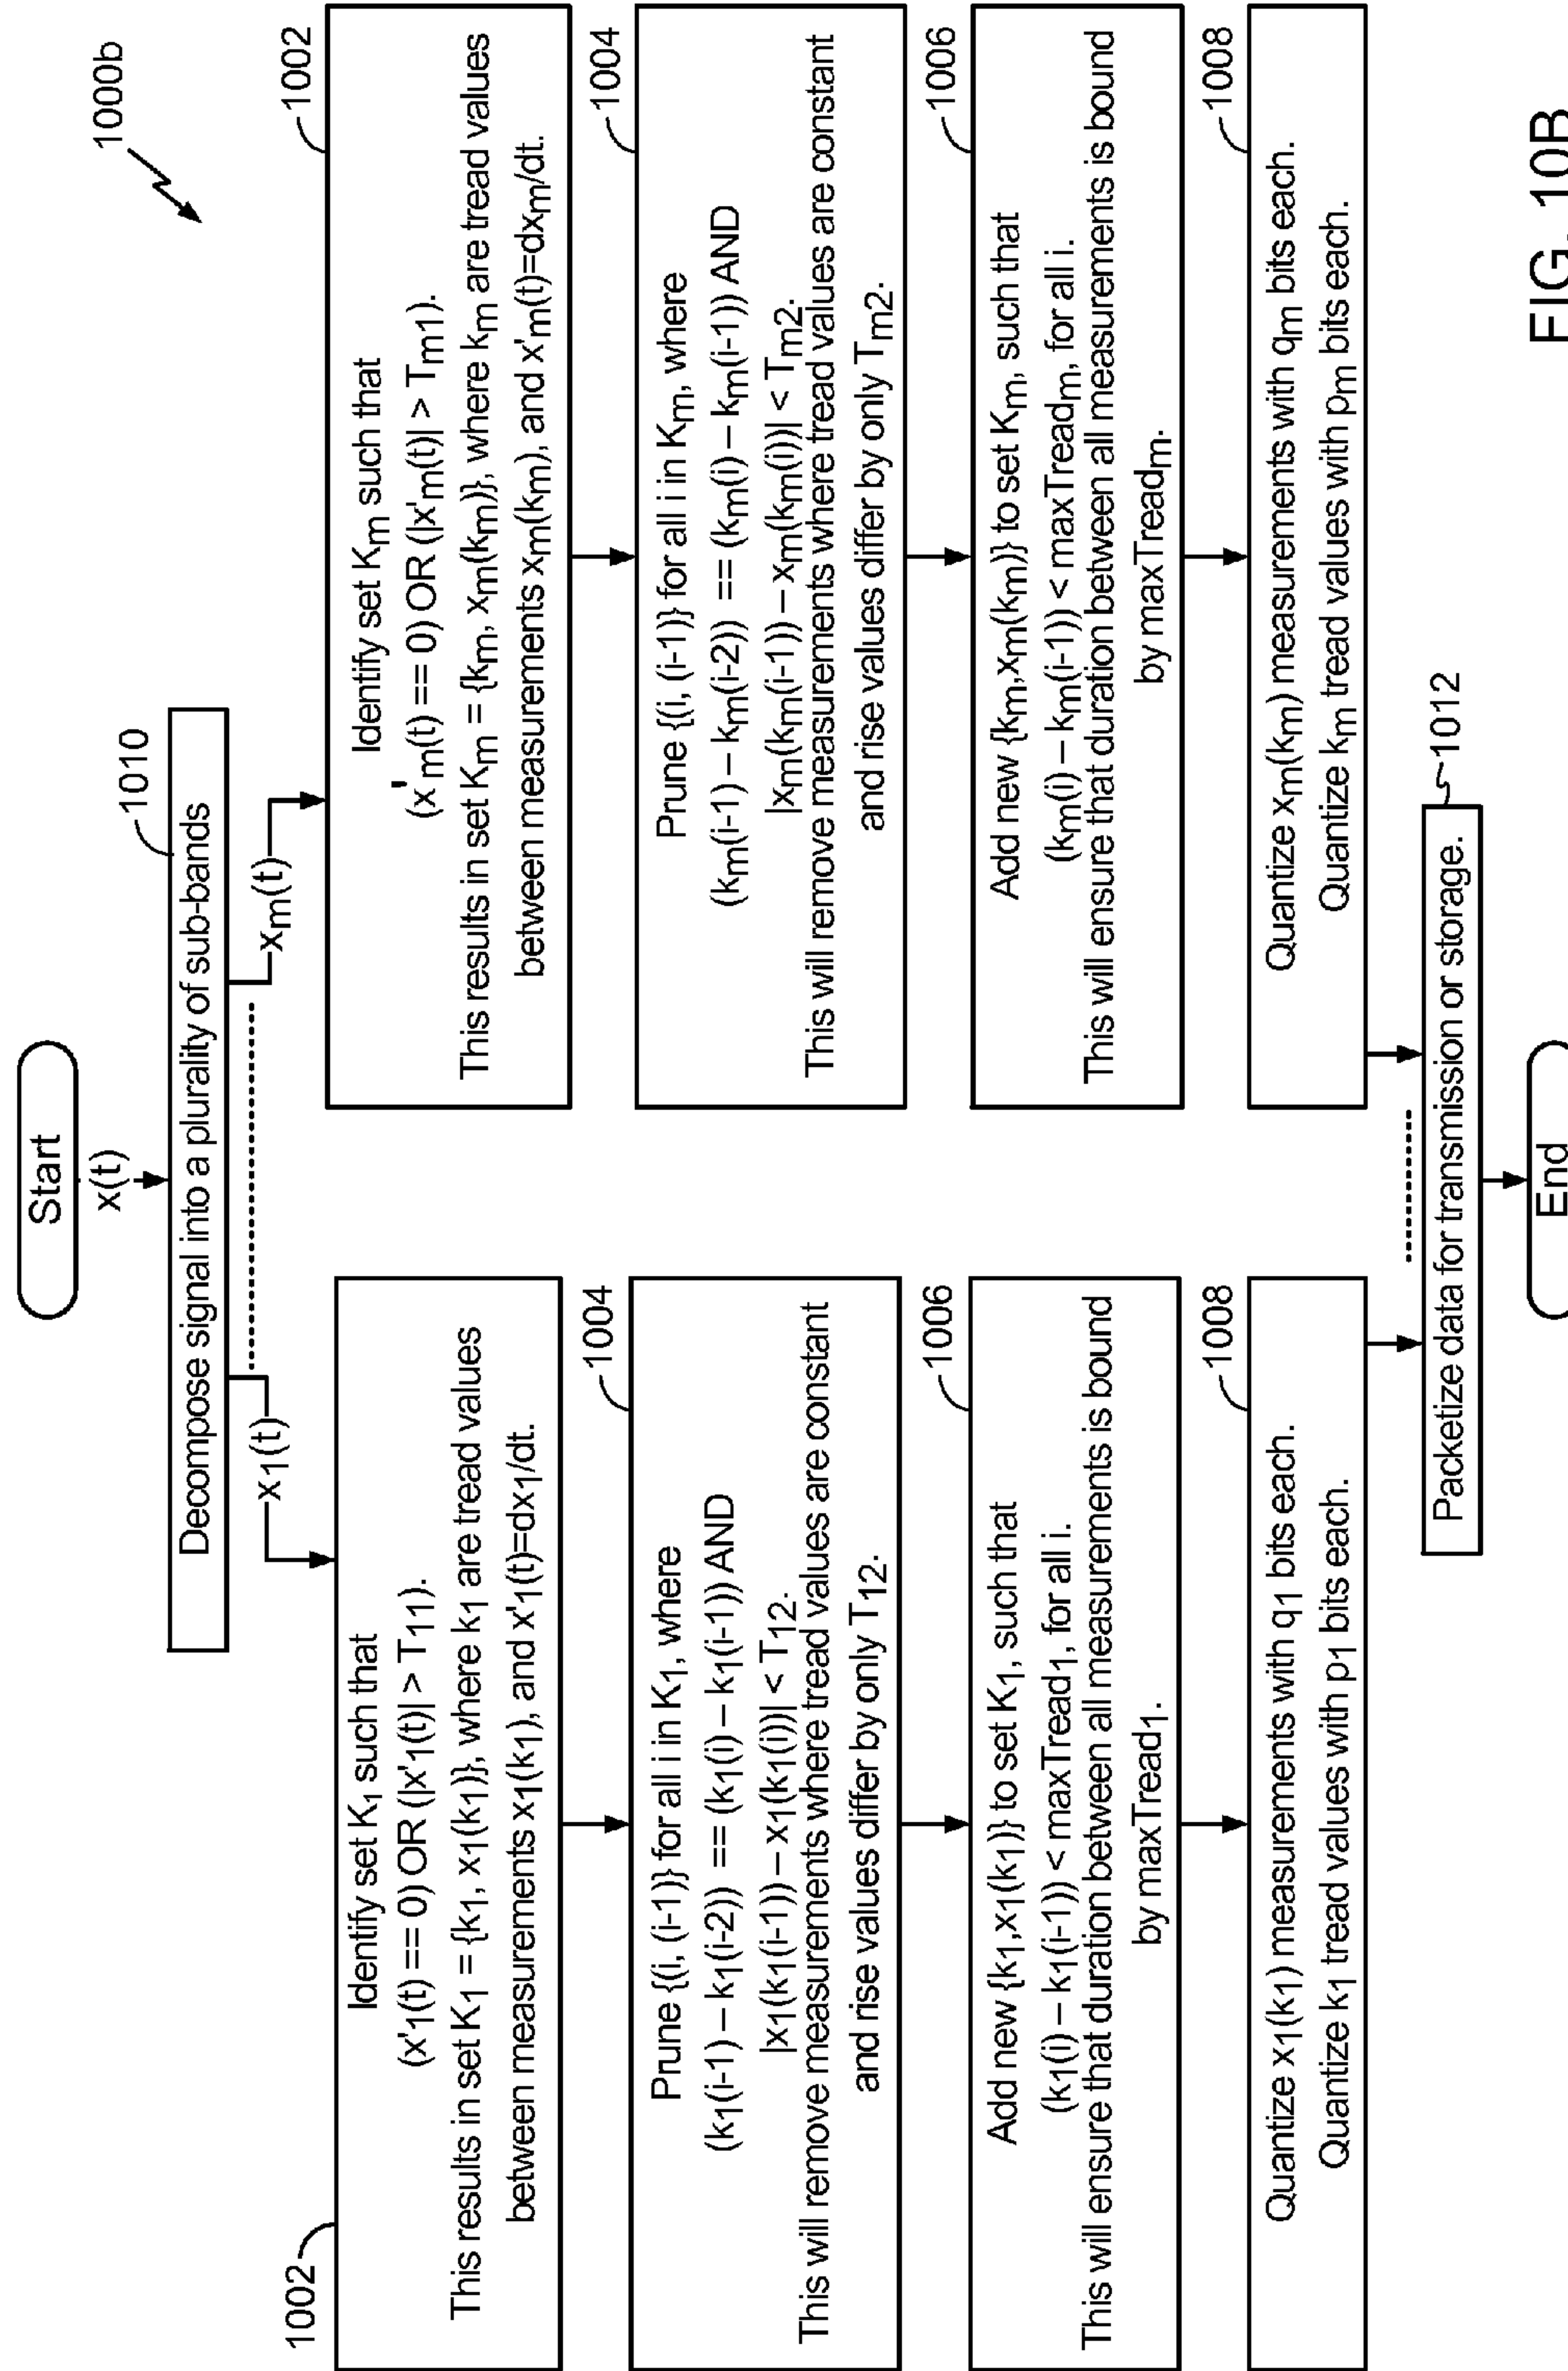 1000b
Start
x(t)
1010
Decompose signal into a plurality of sub-bands
x1(t)
xm(t)
1002
Identify set K1 such that
(x'1(t) == 0) OR (|x'1(t)| > T11).
This results in set K1 = {k1, x1(k1)}, where k1 are tread values
between measurements x1(k1), and x'1(t)=dx1/dt.
1004
Prune {(i, (i-1)} for all i in K1, where
(k1(i-1) – k1(i-2)) == (k1(i) – k1(i-1)) AND
|x1(k1(i-1)) – x1(k1(i))| < T12.
This will remove measurements where tread values are constant
and rise values differ by only T12.
1006
Add new {k1,x1(k1)} to set K1, such that
(k1(i) – k1(i-1)) < maxTread1, for all i.
This will ensure that duration between all measurements is bound
by maxTread1.
1008
Quantize x1(k1) measurements with q1 bits each.
Quantize k1 tread values with p1 bits each.
1002
Identify set Km such that
(x'm(t) == 0) OR (|x'm(t)| > Tm1).
This results in set Km = {km, xm(km)}, where km are tread values
between measurements xm(km), and x'm(t)=dxm/dt.
1004
Prune {(i, (i-1)} for all i in Km, where
(km(i-1) – km(i-2)) == (km(i) – km(i-1)) AND
|xm(km(i-1)) – xm(km(i))| < Tm2.
This will remove measurements where tread values are constant
and rise values differ by only Tm2.
1006
Add new {km,xm(km)} to set Km, such that
(km(i) – km(i-1)) < maxTreadm, for all i.
This will ensure that duration between all measurements is bound
by maxTreadm.
1008
Quantize xm(km) measurements with qm bits each.
Quantize km tread values with pm bits each.
1012
Packetize data for transmission or storage.
End
FIG. 10B